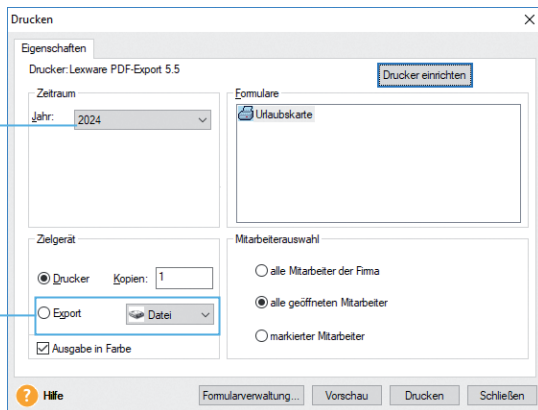 Drucken
Eigenschaften
Drucker:Lexware PDF-Export 5.5
Drucker einrichten
Zeitraum
Jahr: 2024
Formulare
Urlaubskarte
Zielgerät
Drucker Kopien: 1
Export Datei
Ausgabe in Farbe
Mitarbeiterauswahl
alle Mitarbeiter der Firma
alle geöffneten Mitarbeiter
markierter Mitarbeiter
? Hilfe Formularverwaltung... Vorschau Drucken Schließen